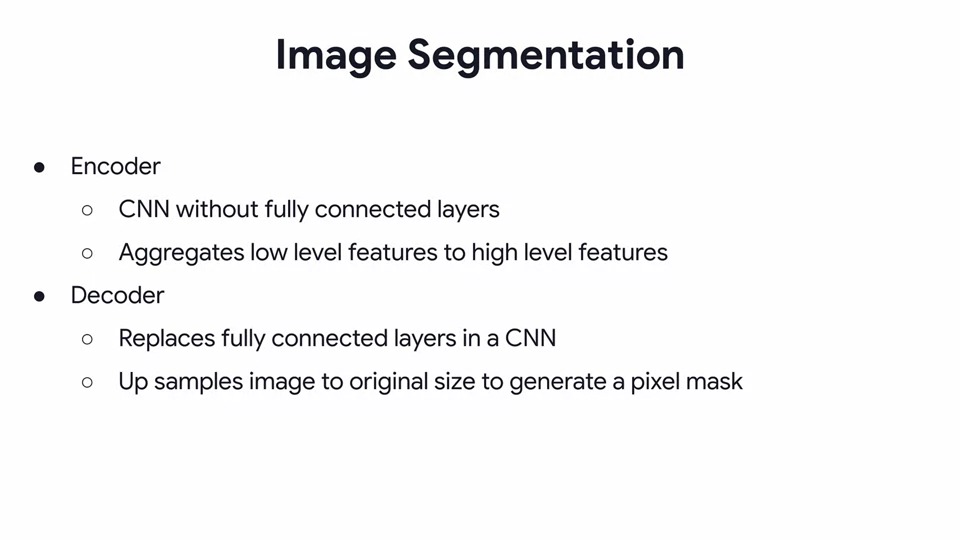 Image Segmentation
● Encoder
○ CNN without fully connected layers
○ Aggregates low level features to high level features
● Decoder
○ Replaces fully connected layers in a CNN
○ Up samples image to original size to generate a pixel mask